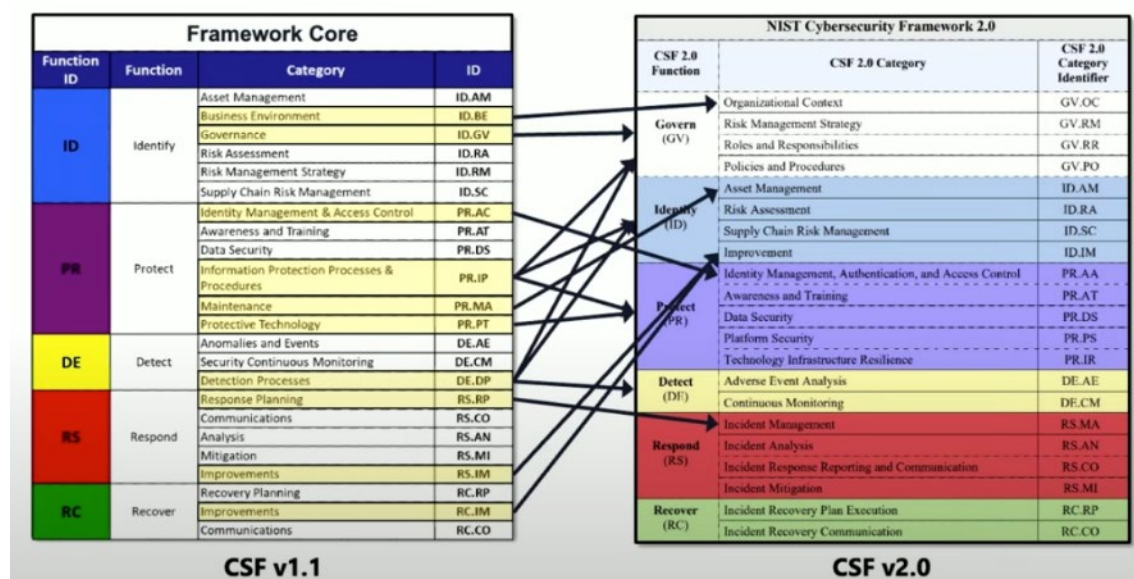 Framework Core
Function ID Function Category ID
ID Identify
Asset Management ID.AM
Business Environment ID.BE
Governance ID.GV
Risk Assessment ID.RA
Risk Management Strategy ID.RM
Supply Chain Risk Management ID.SC
PR Protect
Identity Management & Access Control PR.AC
Awareness and Training PR.AT
Data Security PR.DS
Information Protection Processes &
Procedures PR.IP
Maintenance PR.MA
Protective Technology PR.PT
DE Detect
Anomalies and Events DE.AE
Security Continuous Monitoring DE.CM
Detection Processes DE.DP
RS Respond
Response Planning RS.RP
Communications RS.CO
Analysis RS.AN
Mitigation RS.MI
Improvements RS.IM
RC Recover
Recovery Planning RC.RP
Improvements RC.IM
Communications RC.CO
CSF v1.1
NIST Cybersecurity Framework 2.0
CSF 2.0 Function CSF 2.0 Category CSF 2.0 Category Identifier
Govern
(GV)
Organizational Context GV.OC
Risk Management Strategy GV.RM
Roles and Responsibilities GV.RR
Policies and Procedures GV.PO
Identify
(ID)
Asset Management ID.AM
Risk Assessment ID.RA
Supply Chain Risk Management ID.SC
Improvement ID.IM
Protect
(PR)
Identity Management, Authentication, and Access Control PR.AA
Awareness and Training PR.AT
Data Security PR.DS
Platform Security PR.PS
Technology Infrastructure Resilience PR.IR
Detect
(DE)
Adverse Event Analysis DE.AE
Continuous Monitoring DE.CM
Respond
(RS)
Incident Management RS.MA
Incident Analysis RS.AN
Incident Response Reporting and Communication RS.CO
Incident Mitigation RS.MI
Recover
(RC)
Incident Recovery Plan Execution RC.RP
Incident Recovery Communication RC.CO
CSF v2.0